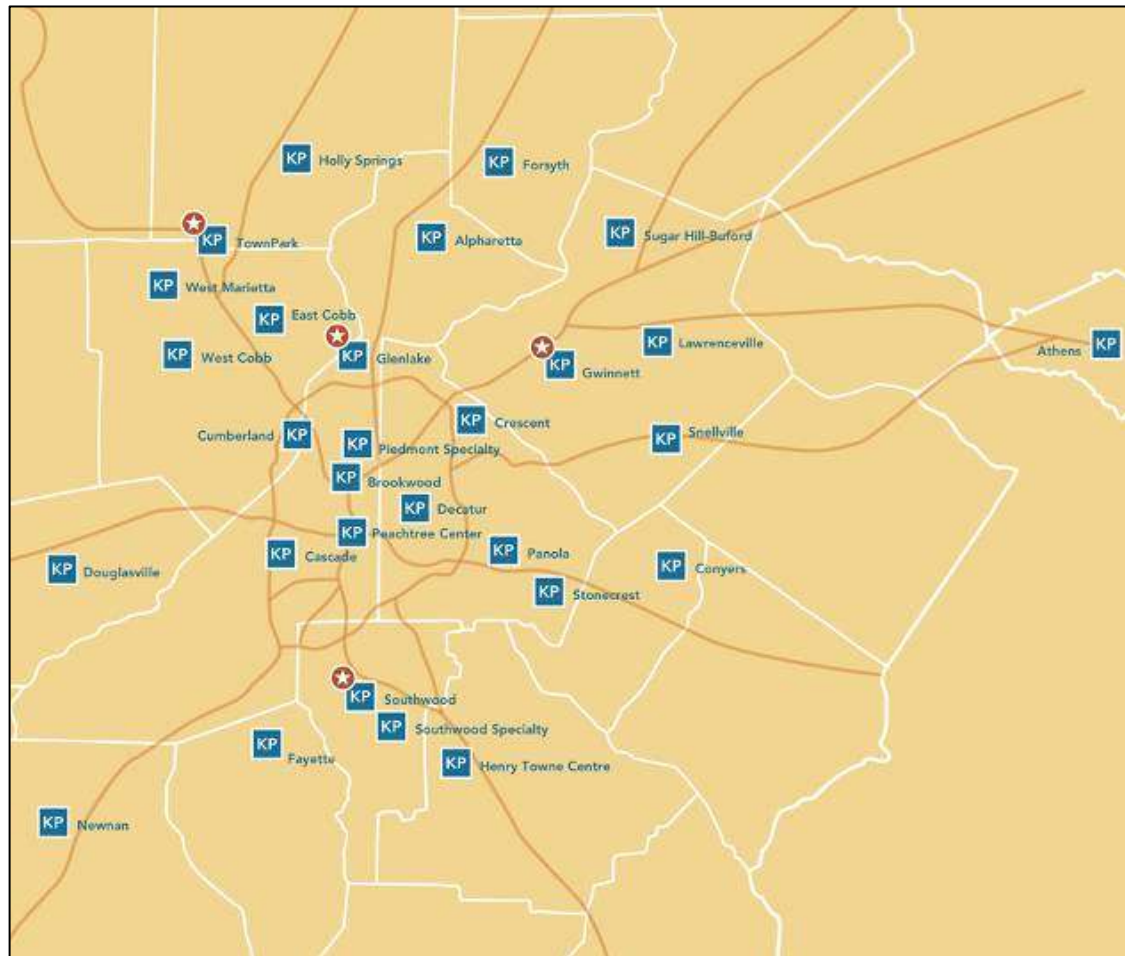 KP Holly Springs
KP Forsyth
KP TownPark
KP Alpharetta
KP Sugar Hill-Buford
KP West Marietta
KP East Cobb
KP West Cobb
KP Glenlake
KP Gwinnett
KP Lawrenceville
Athens KP
Cumberland KP
KP Crescent
KP Piedmont Specialty
KP Snellville
KP Brookwood
KP Decatur
KP Peachtree Center
KP Cascade
KP Panola
KP Conyers
KP Douglasville
KP Stonecrest
KP Southwood
KP Southwood Specialty
KP Fayette
KP Henry Towne Centre
KP Newnan